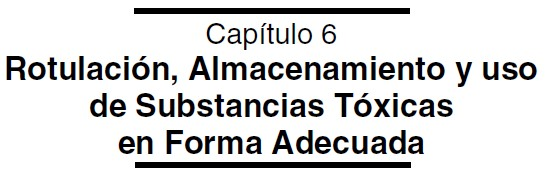 Capítulo 6
Rotulación, Almacenamiento y uso
de Substancias Tóxicas
en Forma Adecuada